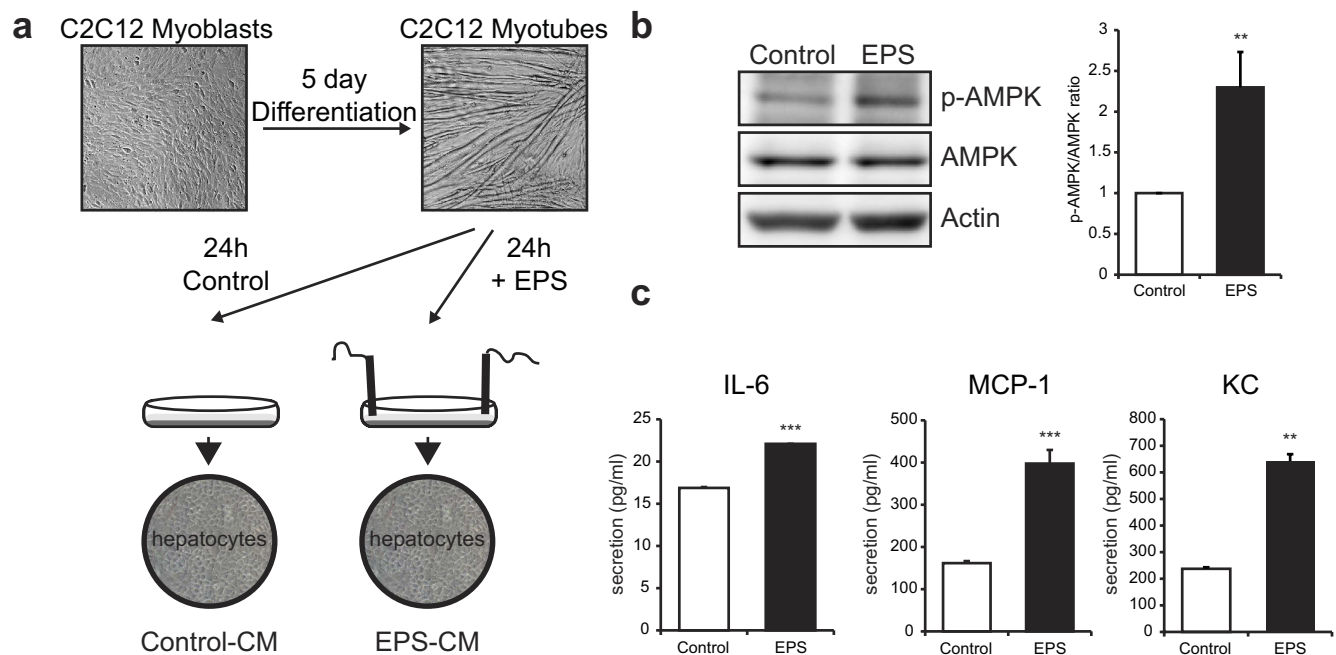 a
C2C12 Myoblasts
C2C12 Myotubes
5 day
Differentiation
24h
Control
24h
+ EPS
hepatocytes
hepatocytes
Control-CM
EPS-CM
b
Control
EPS
p-AMPK
AMPK
Actin
p-AMPK/AMPK ratio
3
2.5
2
1.5
1
0.5
0
**
Control
EPS
c
IL-6
secretion (pg/ml)
25
20
15
10
5
0
***
Control
EPS
MCP-1
secretion (pg/ml)
500
400
300
200
100
0
***
Control
EPS
KC
secretion (pg/ml)
800
700
600
500
400
300
200
100
0
**
Control
EPS